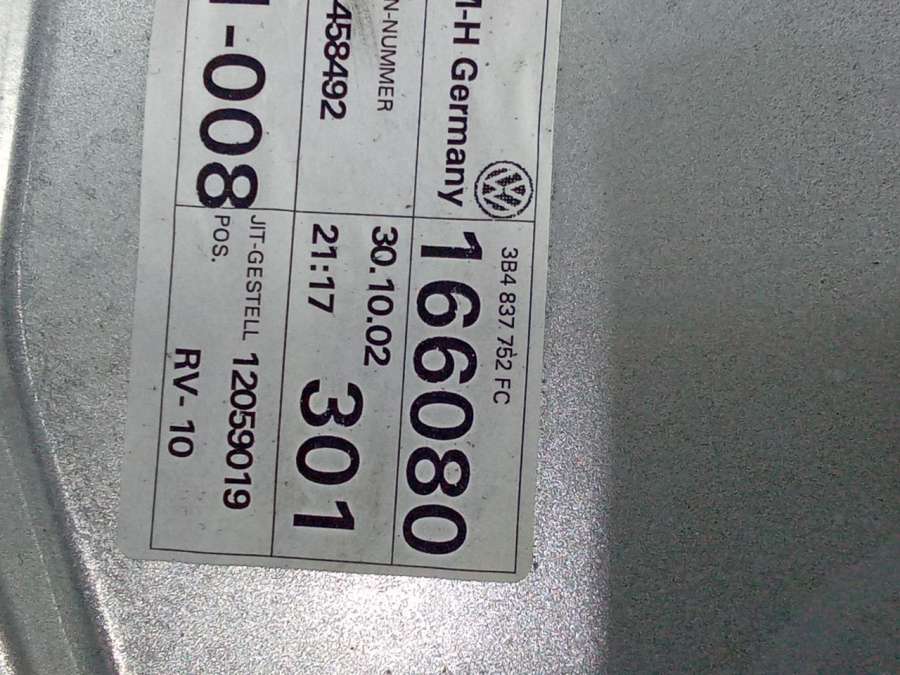 1-H Germany
3B4 837 752 FC
166080
N-NUMMER
458492
30.10.02
21:17
301
-008
JIT-GESTELL 12059019
POS.
RV- 10